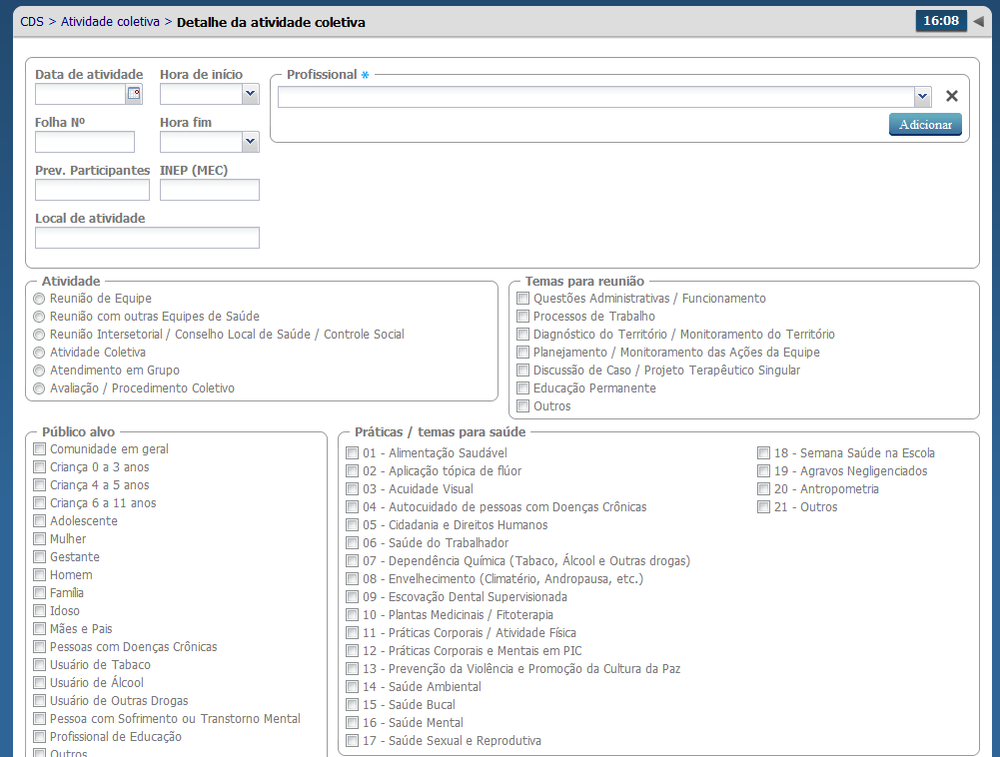 CDS > Atividade coletiva > Detalhe da atividade coletiva
16:08
Data de atividade
Hora de início
Profissional *
Adicionar
Folha Nº
Hora fim
Prev. Participantes
INEP (MEC)
Local de atividade
Atividade
Reunião de Equipe
Reunião com outras Equipes de Saúde
Reunião Intersetorial / Conselho Local de Saúde / Controle Social
Atividade Coletiva
Atendimento em Grupo
Avaliação / Procedimento Coletivo
Temas para reunião
Questões Administrativas / Funcionamento
Processos de Trabalho
Diagnóstico do Território / Monitoramento do Território
Planejamento / Monitoramento das Ações da Equipe
Discussão de Caso / Projeto Terapêutico Singular
Educação Permanente
Outros
Público alvo
Comunidade em geral
Criança 0 a 3 anos
Criança 4 a 5 anos
Criança 6 a 11 anos
Adolescente
Mulher
Gestante
Homem
Família
Idoso
Mães e Pais
Pessoas com Doenças Crônicas
Usuário de Tabaco
Usuário de Álcool
Usuário de Outras Drogas
Pessoa com Sofrimento ou Transtorno Mental
Profissional de Educação
Outros
Práticas / temas para saúde
01 - Alimentação Saudável
02 - Aplicação tópica de flúor
03 - Acuidade Visual
04 - Autocuidado de pessoas com Doenças Crônicas
05 - Cidadania e Direitos Humanos
06 - Saúde do Trabalhador
07 - Dependência Química (Tabaco, Álcool e Outras drogas)
08 - Envelhecimento (Climatério, Andropausa, etc.)
09 - Escovação Dental Supervisionada
10 - Plantas Medicinais / Fitoterapia
11 - Práticas Corporais / Atividade Física
12 - Práticas Corporais e Mentais em PIC
13 - Prevenção da Violência e Promoção da Cultura da Paz
14 - Saúde Ambiental
15 - Saúde Bucal
16 - Saúde Mental
17 - Saúde Sexual e Reprodutiva
18 - Semana Saúde na Escola
19 - Agravos Negligenciados
20 - Antropometria
21 - Outros